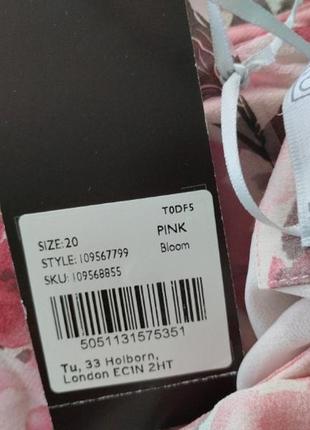 T0DF5
SIZE:20 PINK
STYLE:109567799 Bloom
SKU:109568855
5051131575351
Tu, 33 Holborn,
London EC1N 2HT